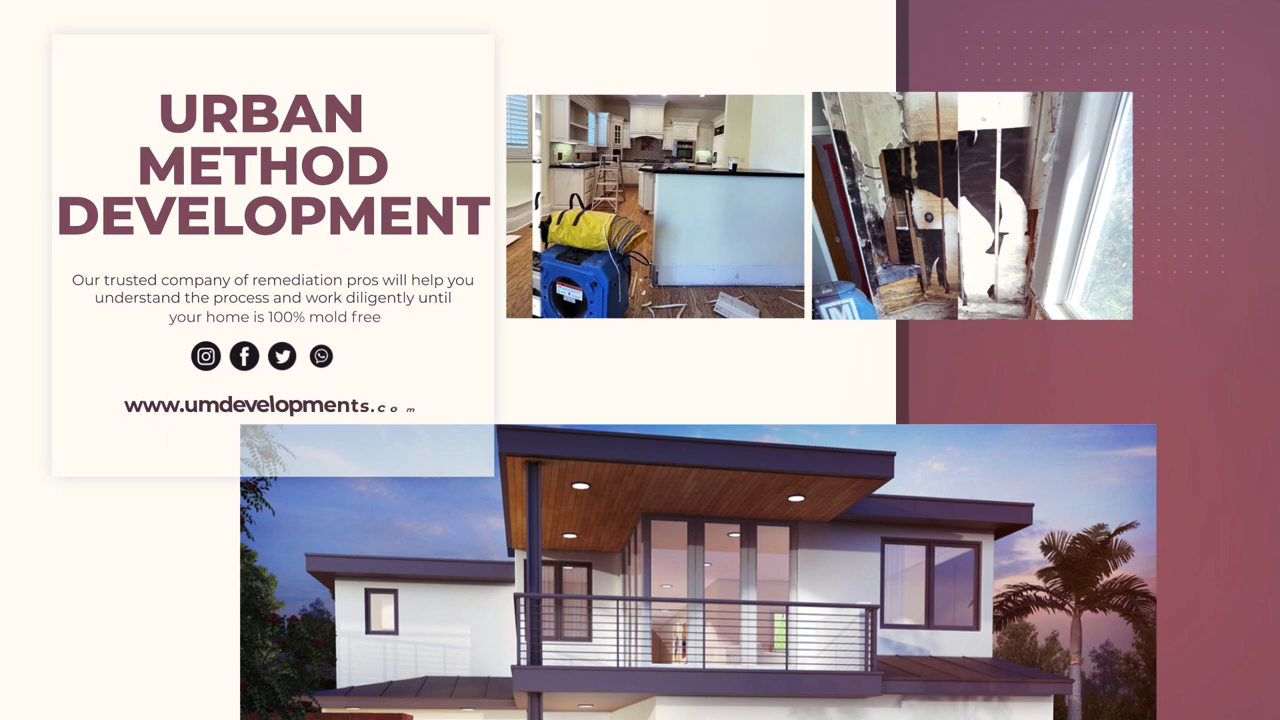 URBAN
METHOD
DEVELOPMENT
Our trusted company of remediation pros will help you
understand the process and work diligently until
your home is 100% mold free
www.umdevelopments.com